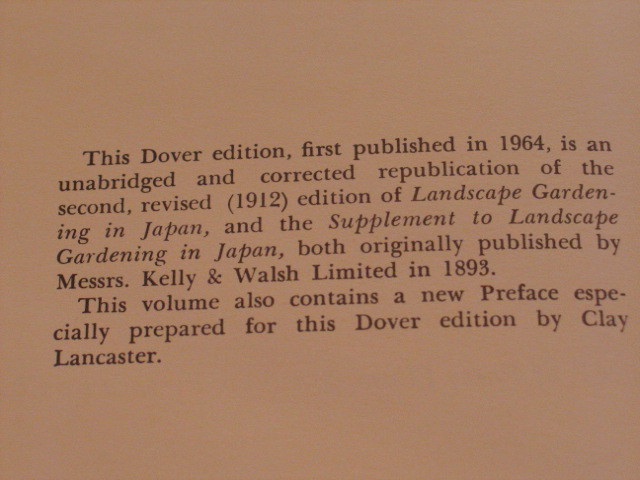 This Dover edition, first published in 1964, is an
unabridged and corrected republication of the
second, revised (1912) edition of Landscape Garden-
ing in Japan, and the Supplement to Landscape
Gardening in Japan, both originally published by
Messrs. Kelly & Walsh Limited in 1893.
This volume also contains a new Preface espe-
cially prepared for this Dover edition by Clay
Lancaster.